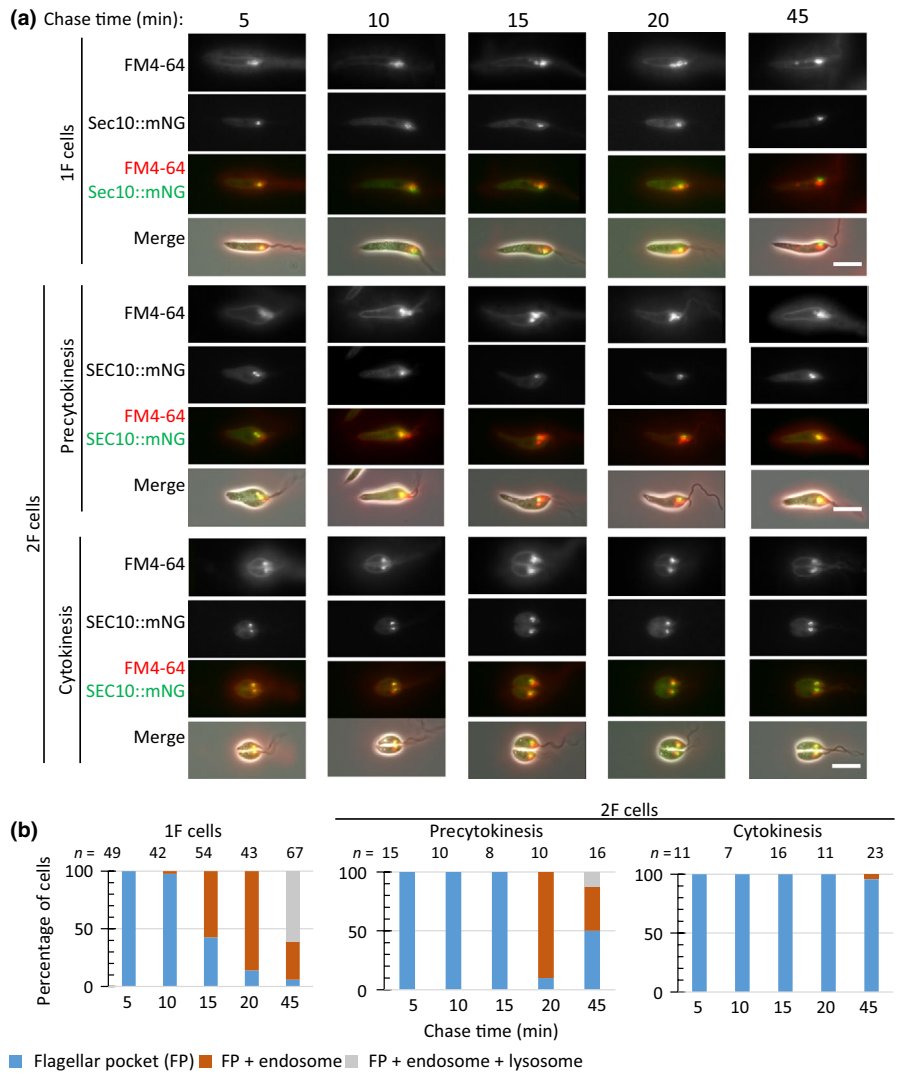 (a) Chase time (min): 5 10 15 20 45
1F cells
FM4-64
Sec10::mNG
FM4-64
Sec10::mNG
Merge
2F cells
Precytokinesis
FM4-64
SEC10::mNG
FM4-64
SEC10::mNG
Merge
Cytokinesis
FM4-64
SEC10::mNG
FM4-64
SEC10::mNG
Merge
(b)
2F cells
1F cells Precytokinesis Cytokinesis
n = 49 42 54 43 67 n = 15 10 8 10 16 n = 11 7 16 11 23
Percentage of cells
100 100 100
50 50 50
0 0 0
5 10 15 20 45 5 10 15 20 45 5 10 15 20 45
Chase time (min)
Flagellar pocket (FP) FP + endosome FP + endosome + lysosome